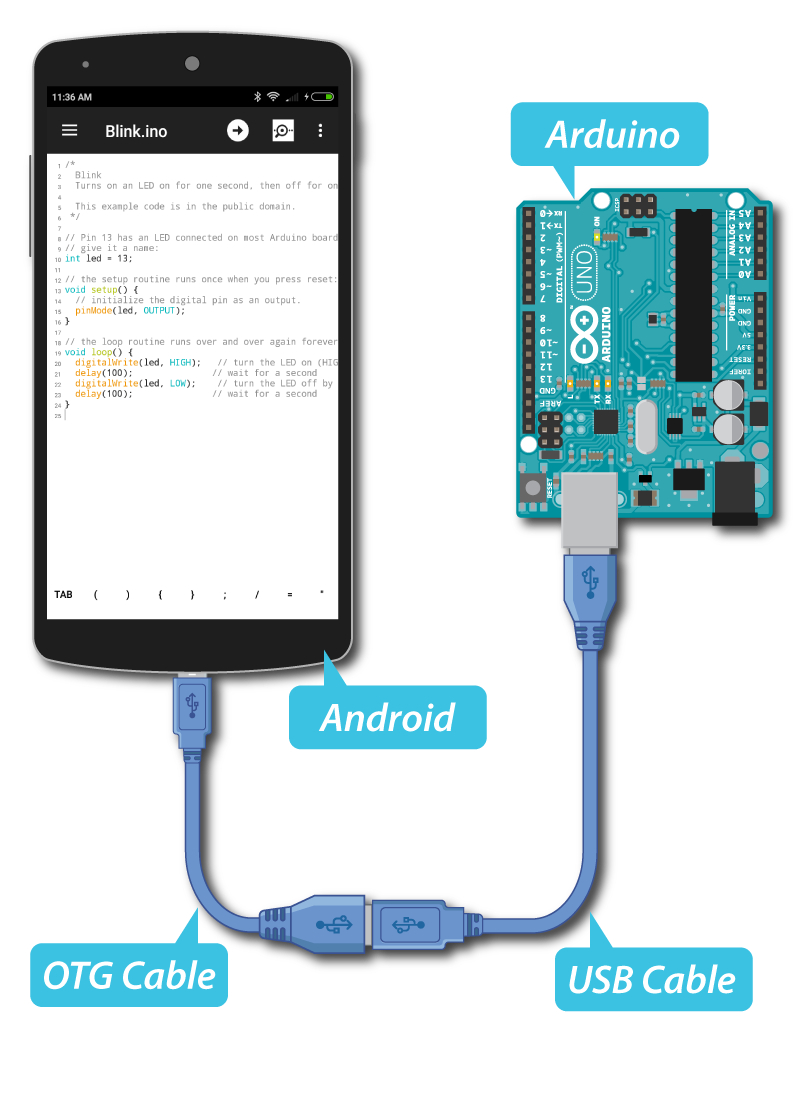 11:36 AM
Blink.ino
1 /*
2 Blink
3 Turns on an LED on for one second, then off for on
4
5 This example code is in the public domain.
6 */
7
8 // Pin 13 has an LED connected on most Arduino board
9 // give it a name:
10 int led = 13;
11
12 // the setup routine runs once when you press reset:
13 void setup() {
14 // initialize the digital pin as an output.
15 pinMode(led, OUTPUT);
16 }
17
18 // the loop routine runs over and over again forever
19 void loop() {
20 digitalWrite(led, HIGH); // turn the LED on (HIG
21 delay(100); // wait for a second
22 digitalWrite(led, LOW); // turn the LED off by
23 delay(100); // wait for a second
24 }
25
TAB ( ) { } ; / = "
Arduino
ICSP
ON
RX←0
TX→1
2
~3
4
~5
~6
7
DIGITAL (PWM~)
UNO
ARDUINO
8
~9
~10
~11
12
13
GND
AREF
L
TX
RX
RESET
ANALOG IN
A5
A4
A3
A2
A1
A0
POWER
Vin
GND
GND
5V
3.3V
RESET
IOREF
Android
OTG Cable
USB Cable